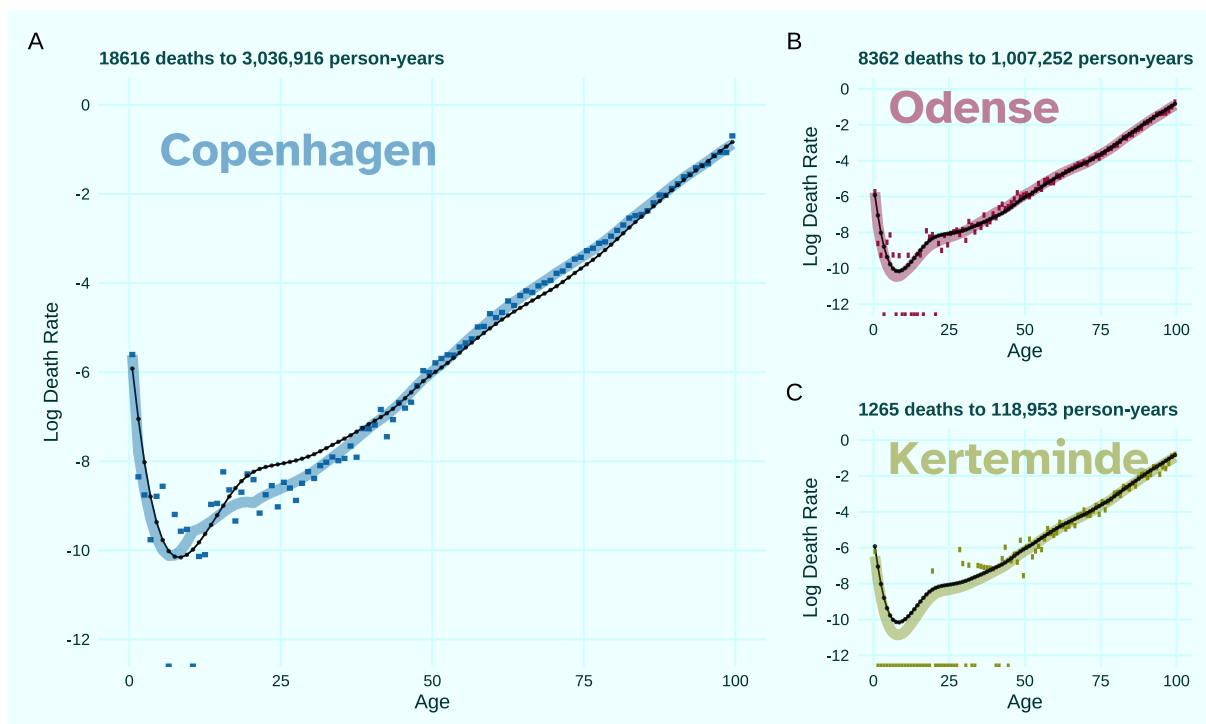 A
18616 deaths to 3,036,916 person-years
Copenhagen
0
-2
-4
-6
-8
-10
-12
Log Death Rate
0 25 50 75 100
Age
B
8362 deaths to 1,007,252 person-years
Odense
0
-2
-4
-6
-8
-10
-12
Log Death Rate
0 25 50 75 100
Age
C
1265 deaths to 118,953 person-years
Kerteminde
0
-2
-4
-6
-8
-10
-12
Log Death Rate
0 25 50 75 100
Age